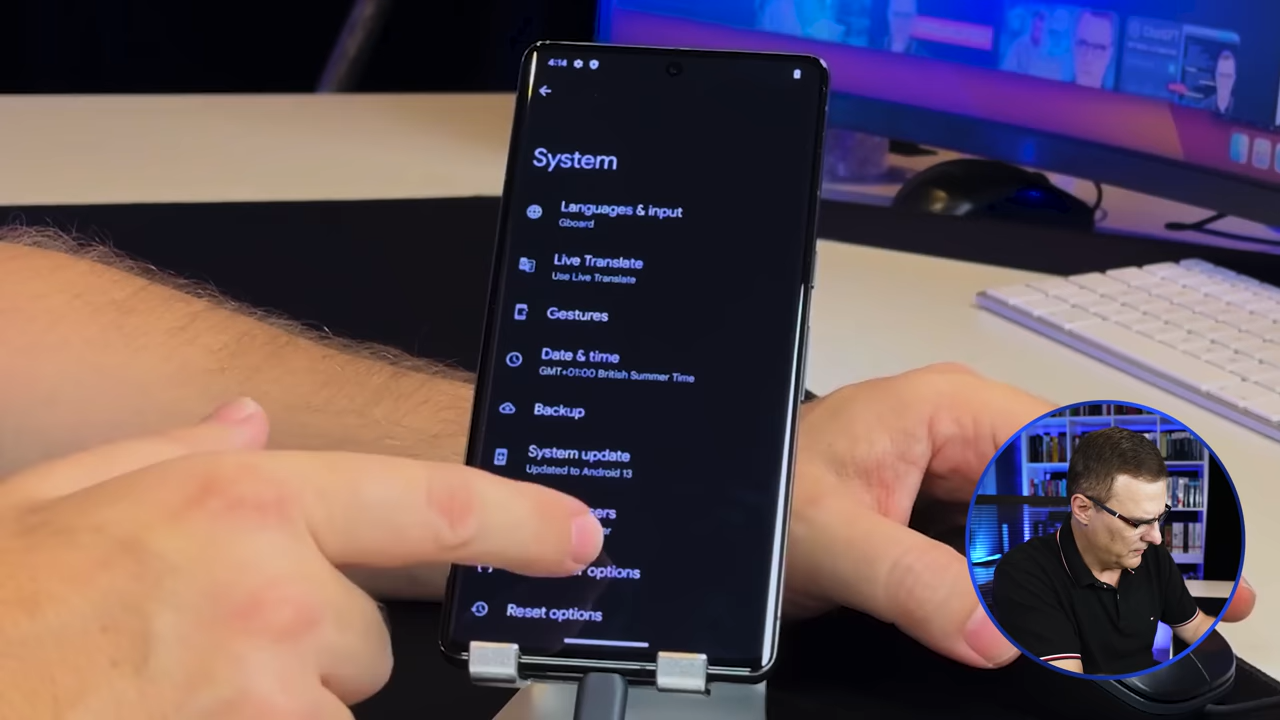 4:14
System
Languages & input
Gboard
Live Translate
Use Live Translate
Gestures
Date & time
GMT+01:00 British Summer Time
Backup
System update
Updated to Android 13
options
Reset options